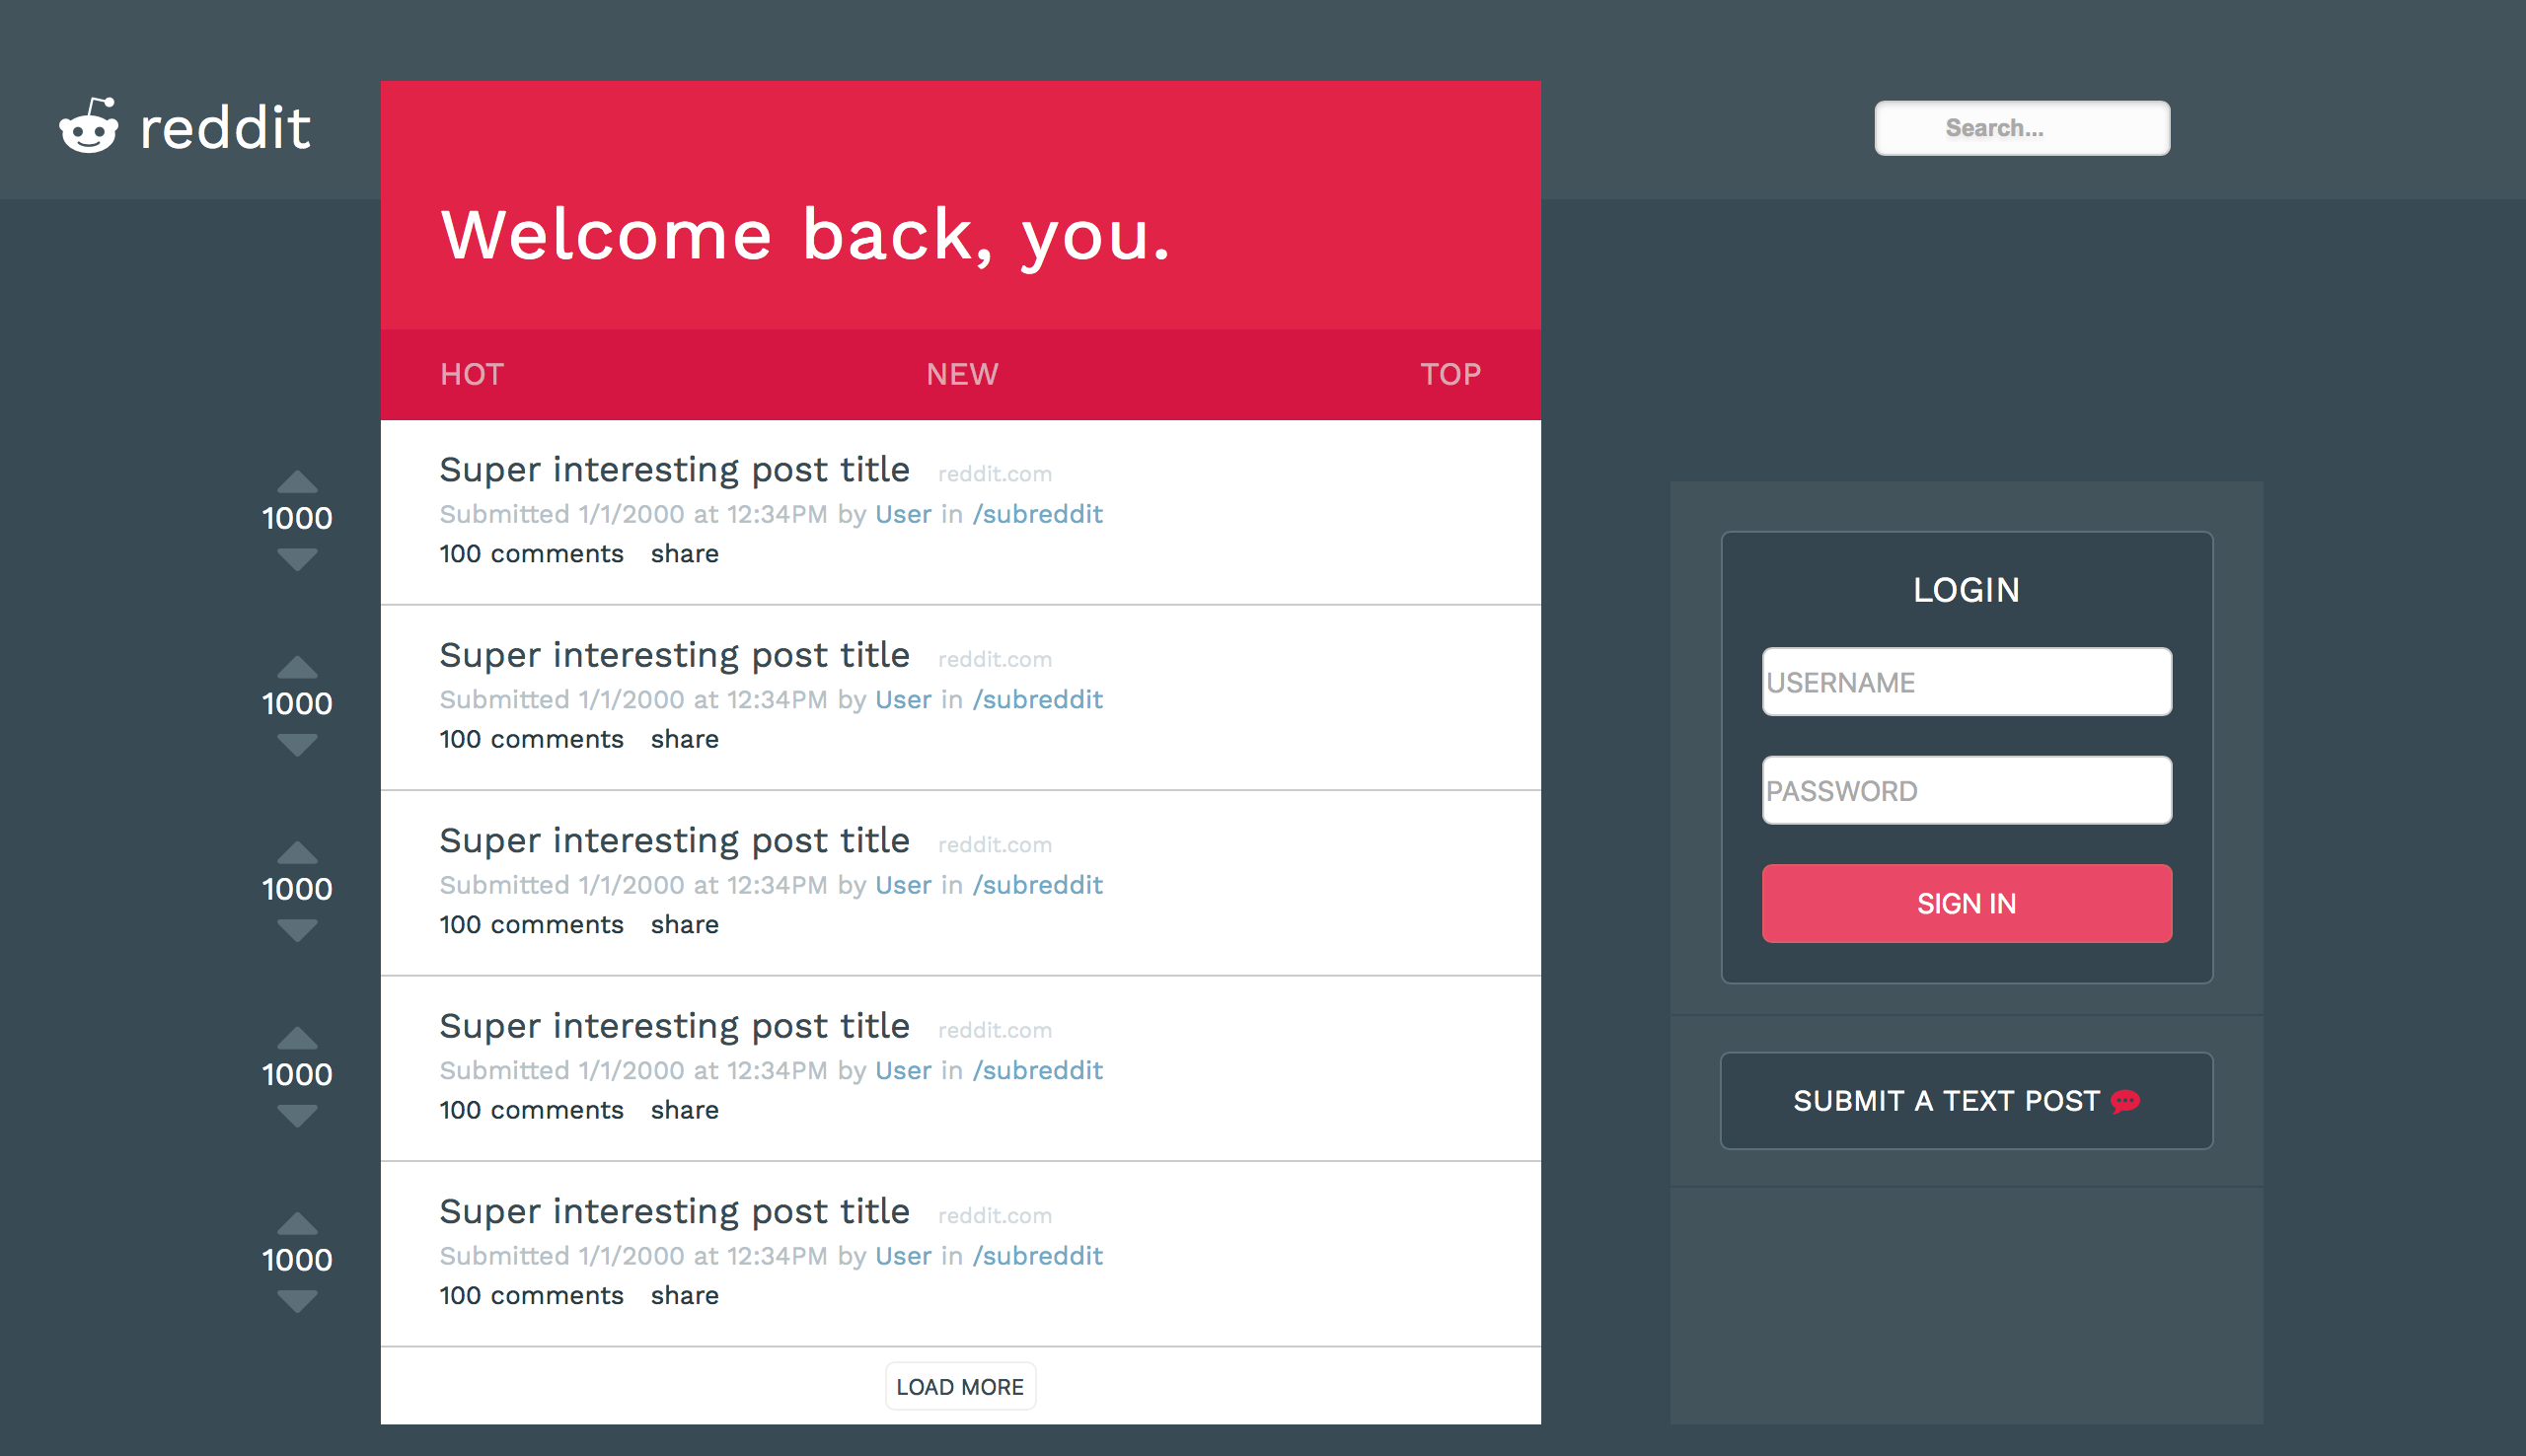 reddit
Search...
Welcome back, you.
HOT NEW TOP
1000
Super interesting post title reddit.com
Submitted 1/1/2000 at 12:34PM by User in /subreddit
100 comments share
1000
Super interesting post title reddit.com
Submitted 1/1/2000 at 12:34PM by User in /subreddit
100 comments share
1000
Super interesting post title reddit.com
Submitted 1/1/2000 at 12:34PM by User in /subreddit
100 comments share
1000
Super interesting post title reddit.com
Submitted 1/1/2000 at 12:34PM by User in /subreddit
100 comments share
1000
Super interesting post title reddit.com
Submitted 1/1/2000 at 12:34PM by User in /subreddit
100 comments share
LOAD MORE
LOGIN
USERNAME
PASSWORD
SIGN IN
SUBMIT A TEXT POST